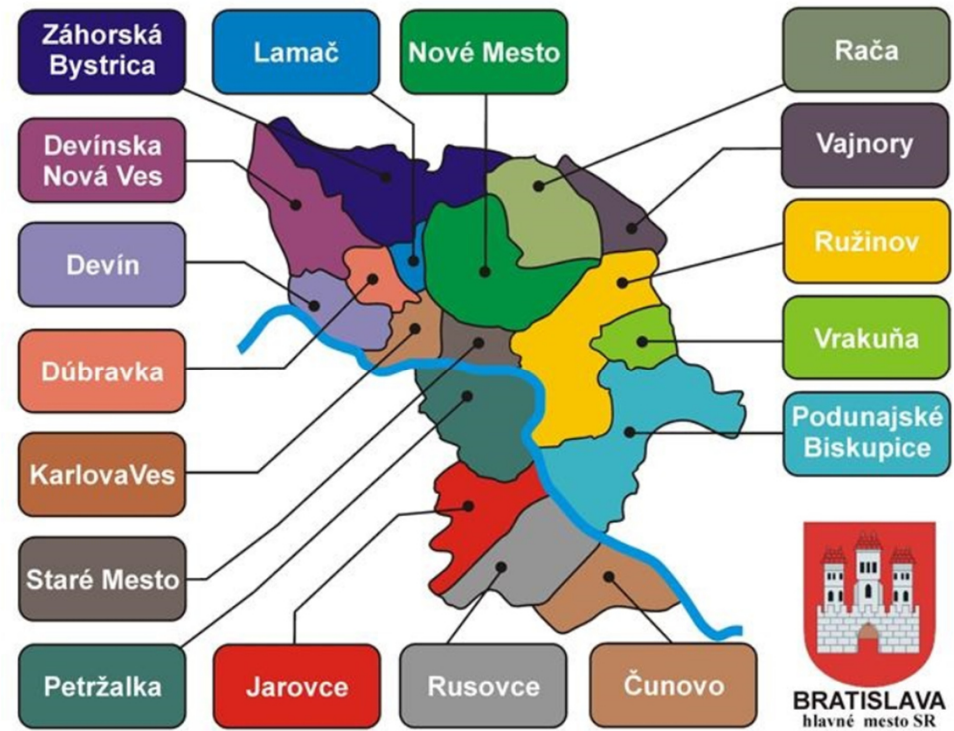 Záhorská
Bystrica
Lamač
Nové Mesto
Rača
Devínska
Nová Ves
Vajnory
Devín
Ružinov
Dúbravka
Vrakuňa
KarlovaVes
Podunajské
Biskupice
Staré Mesto
Petržalka
Jarovce
Rusovce
Čunovo
BRATISLAVA
hlavné mesto SR